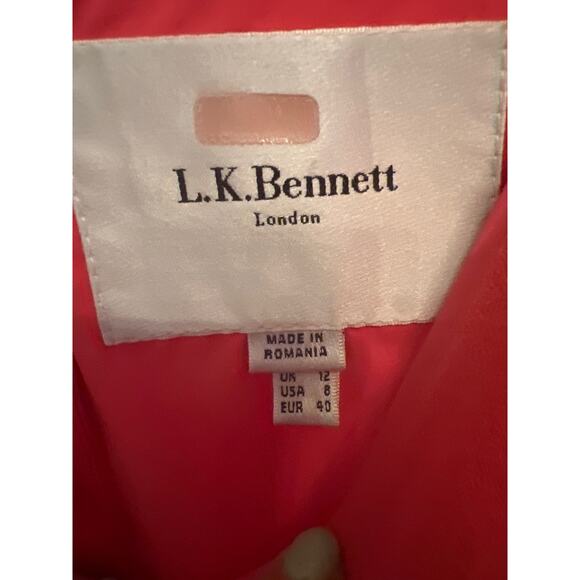 L.K.Bennett
London
MADE IN
ROMANIA
UK 12
USA 8
EUR 40